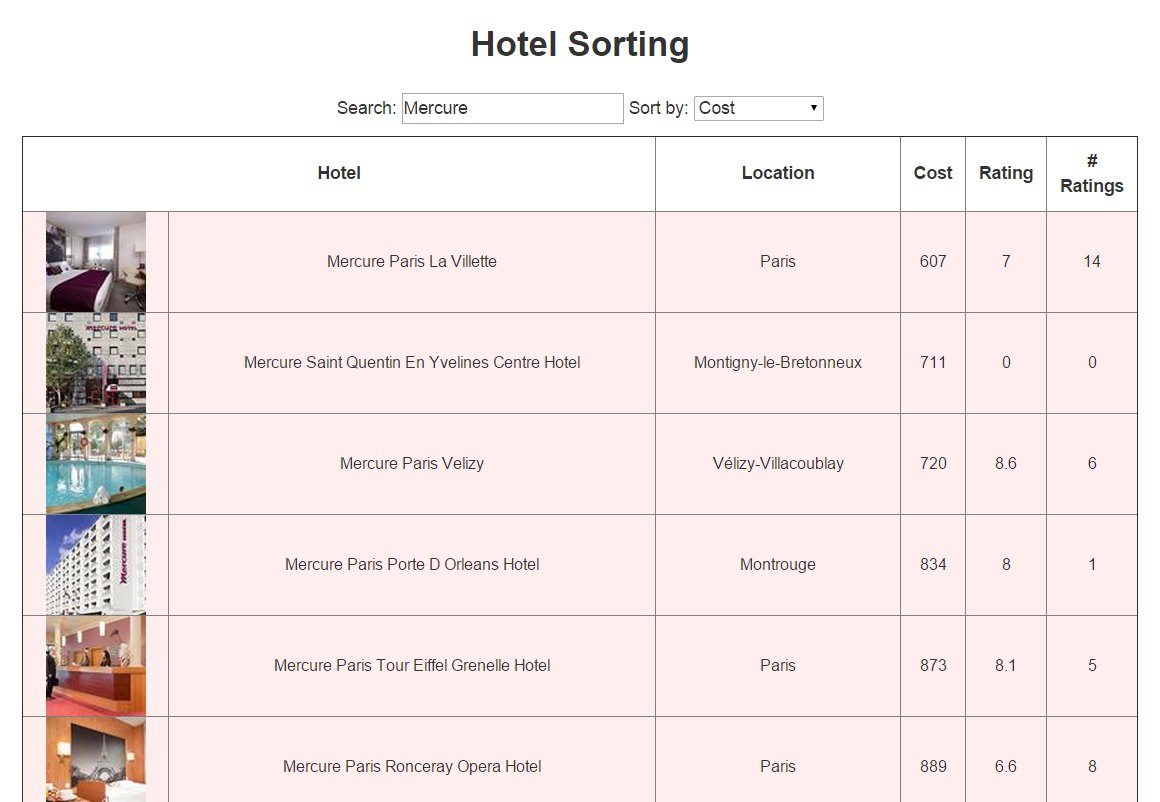 Hotel Sorting
Search: Mercure Sort by: Cost
Hotel Location Cost Rating # Ratings
Mercure Paris La Villette Paris 607 7 14
mercure HOTEL
Mercure Saint Quentin En Yvelines Centre Hotel Montigny-le-Bretonneux 711 0 0
Mercure Paris Velizy Vélizy-Villacoublay 720 8.6 6
Mercure HOTEL
Mercure Paris Porte D Orleans Hotel Montrouge 834 8 1
Mercure Paris Tour Eiffel Grenelle Hotel Paris 873 8.1 5
Mercure Paris Ronceray Opera Hotel Paris 889 6.6 8